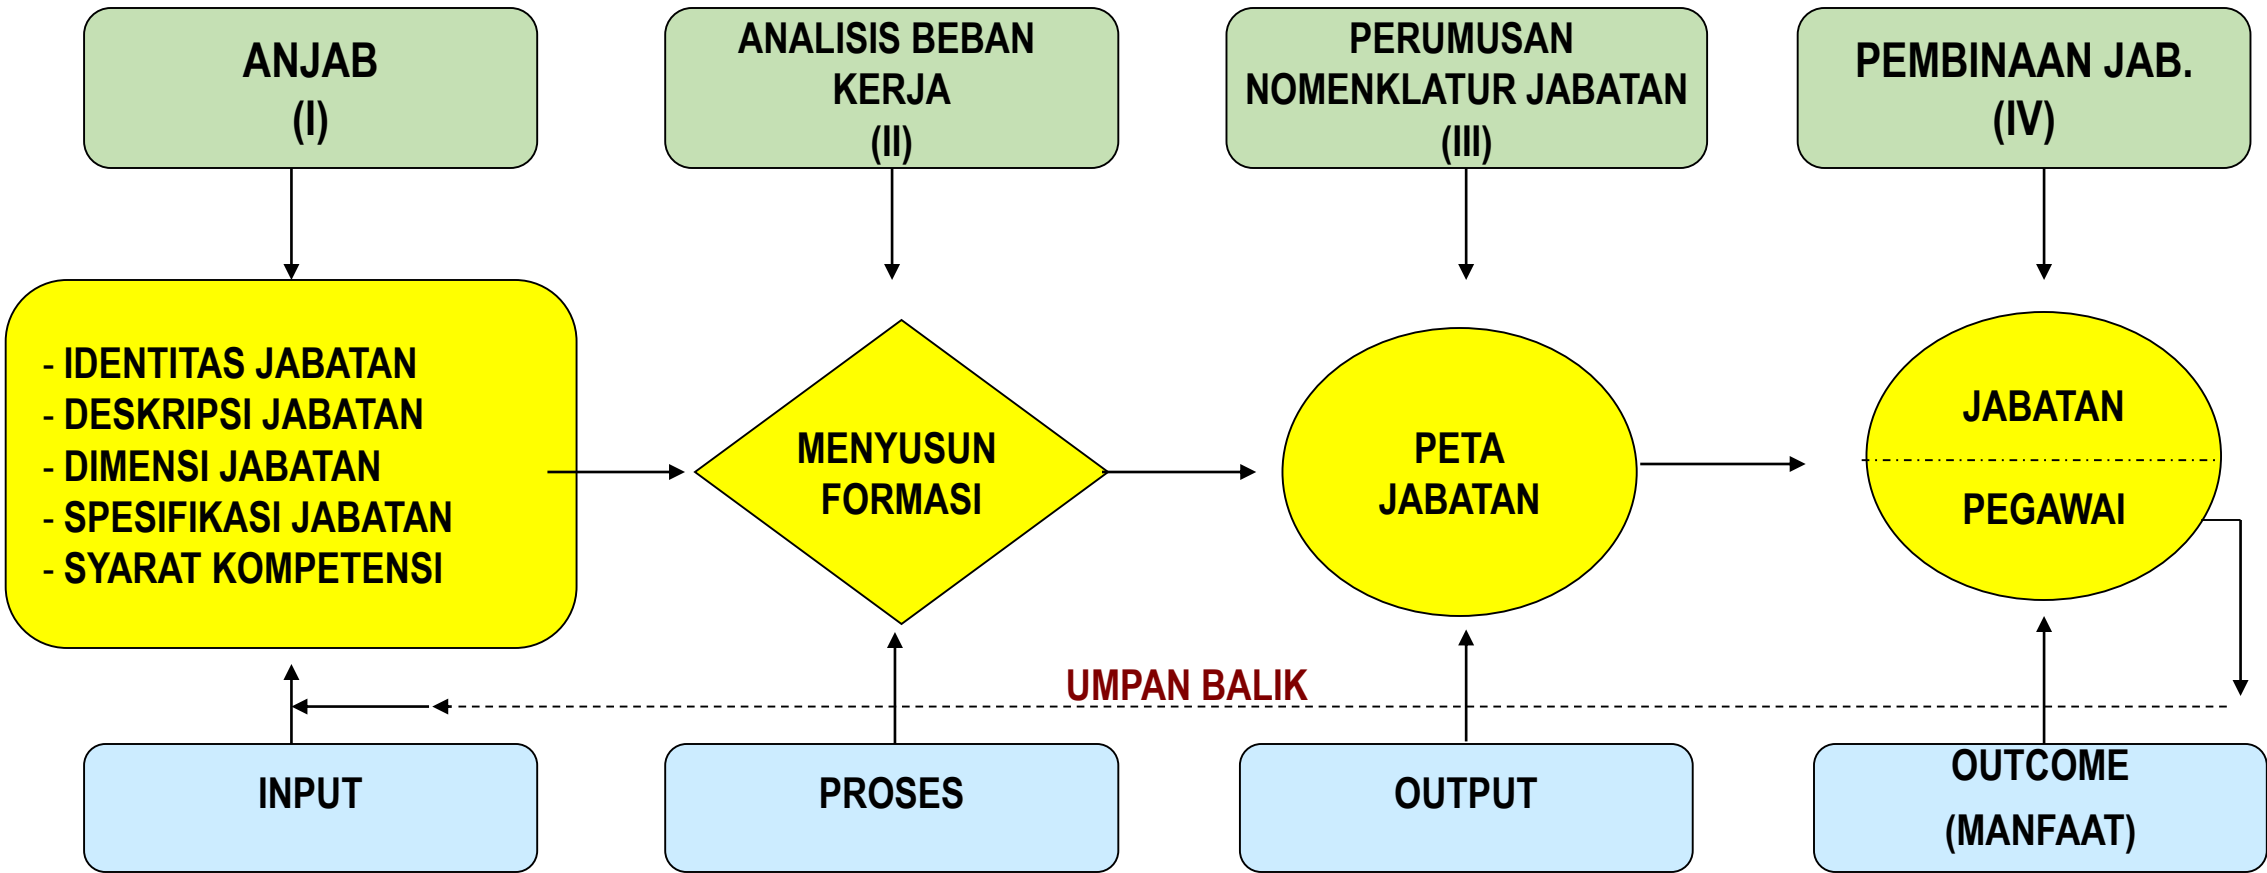 ANJAB
(I)
ANALISIS BEBAN
KERJA
(II)
PERUMUSAN
NOMENKLATUR JABATAN
(III)
PEMBINAAN JAB.
(IV)
- IDENTITAS JABATAN
- DESKRIPSI JABATAN
- DIMENSI JABATAN
- SPESIFIKASI JABATAN
- SYARAT KOMPETENSI
MENYUSUN
FORMASI
PETA
JABATAN
JABATAN
PEGAWAI
UMPAN BALIK
INPUT
PROSES
OUTPUT
OUTCOME
(MANFAAT)